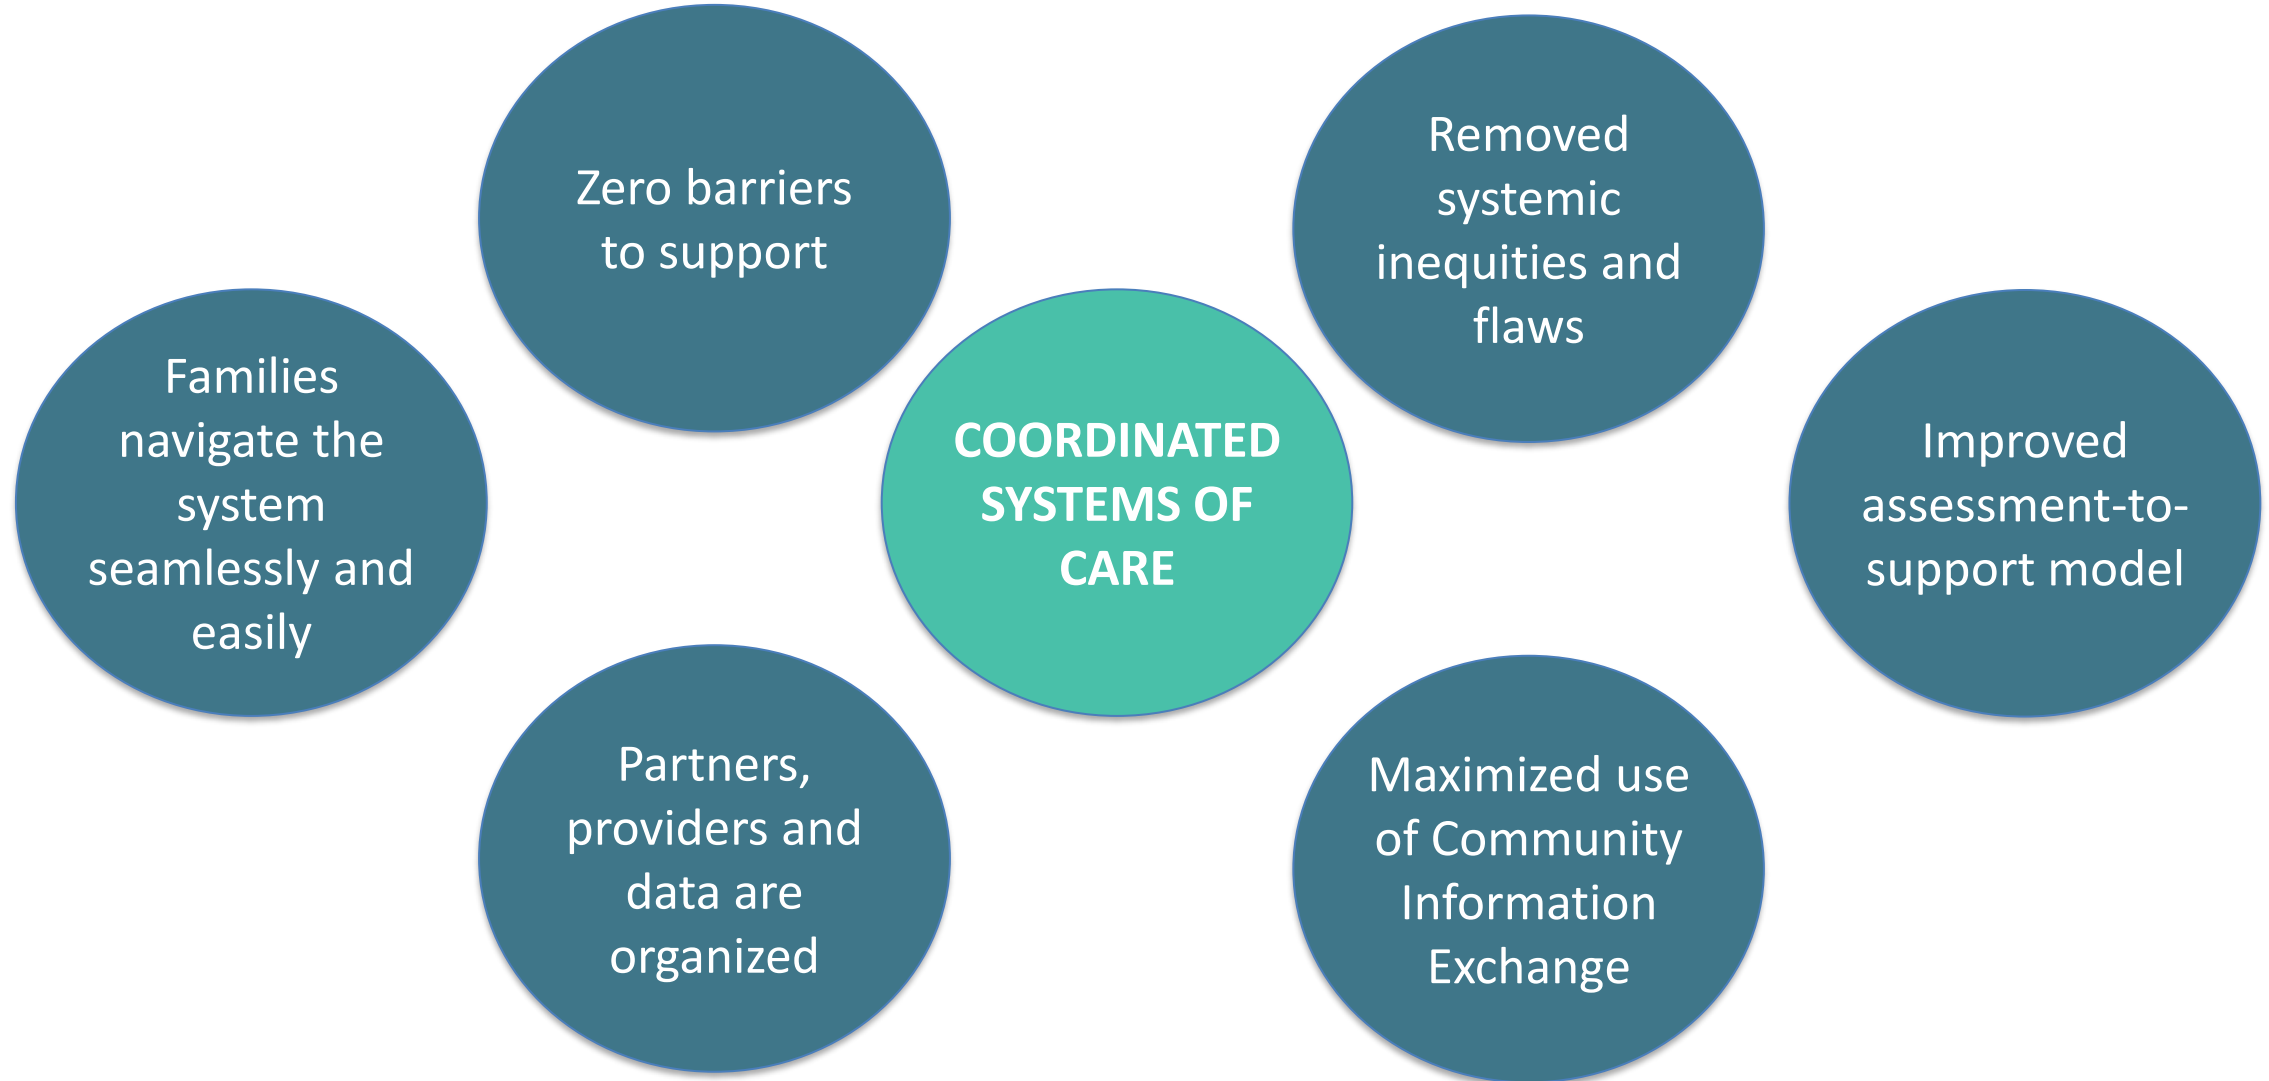 Zero barriers
to support
Removed
systemic
inequities and
flaws
Families
navigate the
system
seamlessly and
easily
COORDINATED
SYSTEMS OF
CARE
Improved
assessment-to-
support model
Partners,
providers and
data are
organized
Maximized use
of Community
Information
Exchange